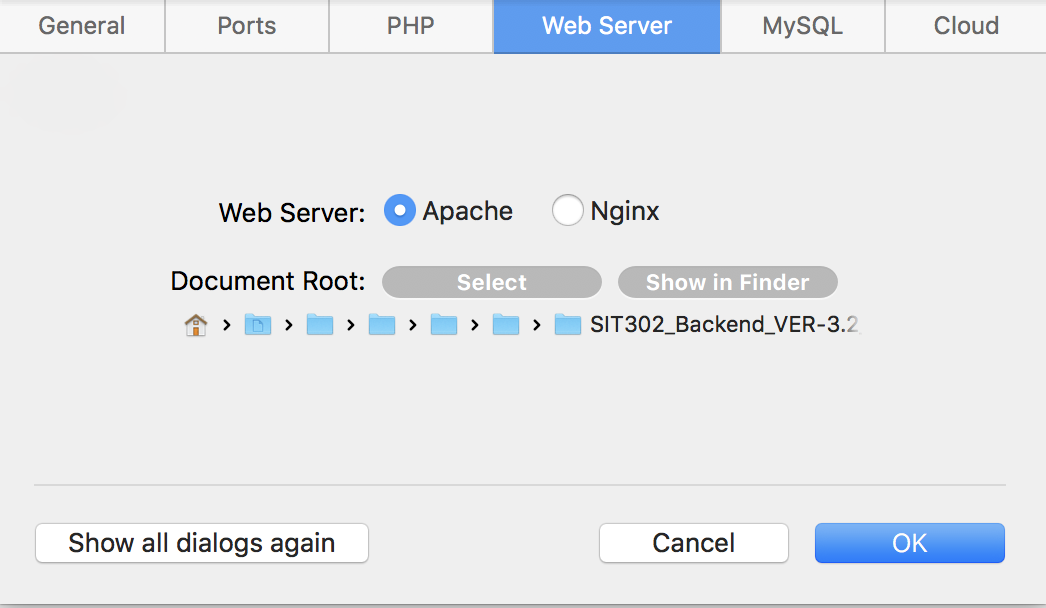 General Ports PHP Web Server MySQL Cloud
Web Server: Apache Nginx
Document Root: Select Show in Finder
SIT302_Backend_VER-3.2
Show all dialogs again Cancel OK